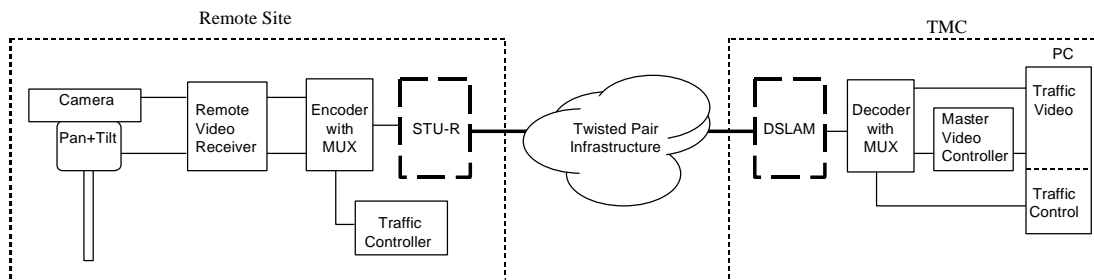 Remote Site
TMC
PC
Camera
Pan+Tilt
Remote
Video
Receiver
Encoder
with
MUX
STU-R
Twisted Pair
Infrastructure
DSLAM
Decoder
with
MUX
Master
Video
Controller
Traffic
Video
Traffic
Control
Traffic
Controller